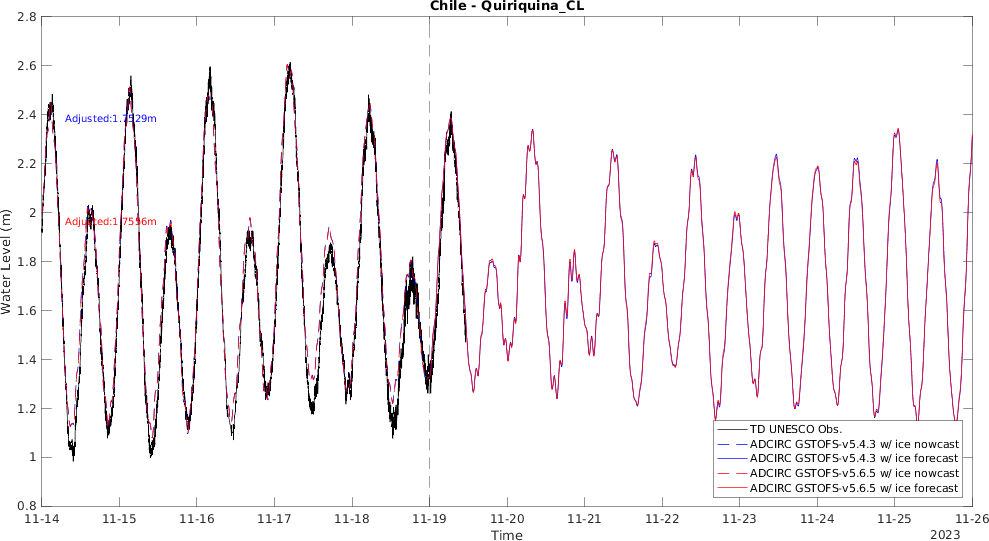 Chile - Quiriquina_CL
2.8
2.6
2.4
2.2
2
1.8
1.6
1.4
1.2
1
0.8
Water Level (m)
Adjusted:1.7529m
Adjusted:1.7556m
TD UNESCO Obs.
ADCIRC GSTOFS-v5.4.3 w/ ice nowcast
ADCIRC GSTOFS-v5.4.3 w/ ice forecast
ADCIRC GSTOFS-v5.6.5 w/ ice nowcast
ADCIRC GSTOFS-v5.6.5 w/ ice forecast
11-14 11-15 11-16 11-17 11-18 11-19 11-20 11-21 11-22 11-23 11-24 11-25 11-26
Time
2023